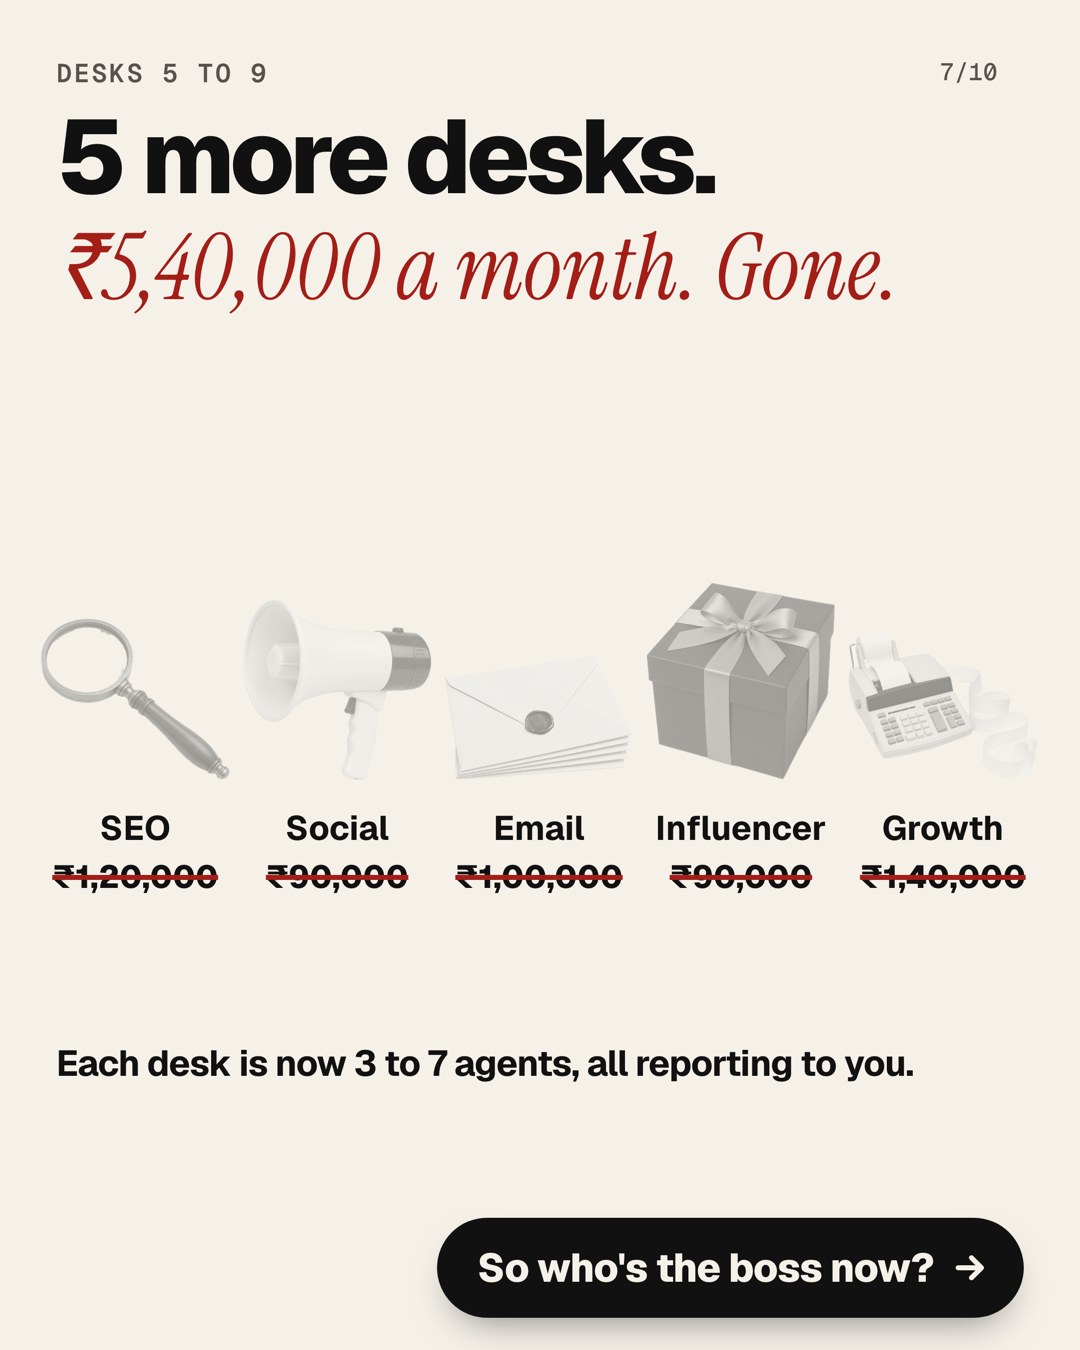 DESKS 5 TO 9
7/10
5 more desks.
₹5,40,000 a month. Gone.
SEO
Social
Email
Influencer
Growth
₹1,20,000
₹90,000
₹1,00,000
₹90,000
₹1,40,000
Each desk is now 3 to 7 agents, all reporting to you.
So who's the boss now? →